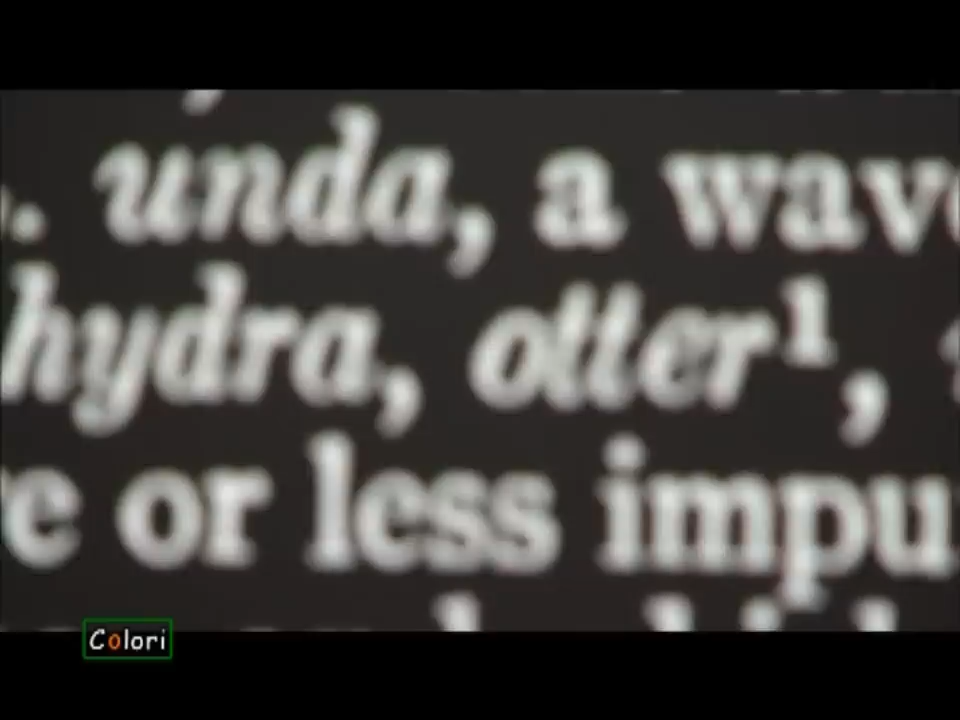 unda, a wav
hydra, otter¹,
or less impu
Colori